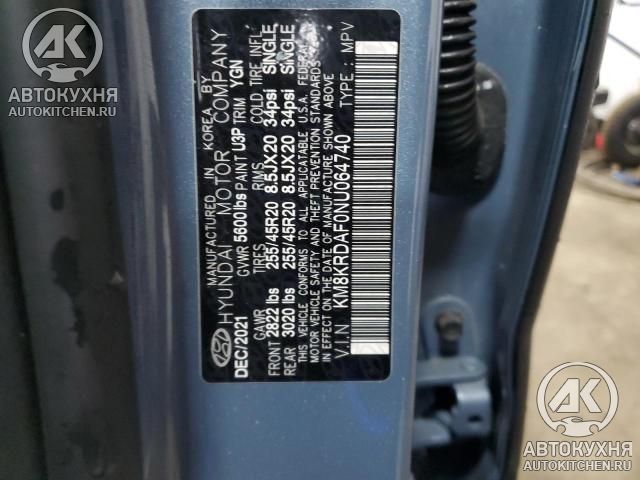 MANUFACTURED IN KOREA BY
HYUNDAI MOTOR COMPANY
DEC/2021 GVWR 5600lbs PAINT U3P TRIM YGN
GAWR TIRES RIMS COLD TIRE INFL
FRONT 2822 lbs 255/45R20 8.5JX20 34psi SINGLE
REAR 3020 lbs 255/45R20 8.5JX20 34psi SINGLE
THIS VEHICLE CONFORMS TO ALL APPLICABLE U.S.A. FEDERAL
MOTOR VEHICLE SAFETY, THEFT PREVENTION STANDARDS
IN EFFECT ON THE DATE OF MANUFACTURE SHOWN ABOVE
V.I.N : KM8KRDAF0NU064740 TYPE : MPV
АК
АВТОКУХНЯ
AUTOKITCHEN.RU
АК
АВТОКУХНЯ
AUTOKITCHEN.RU